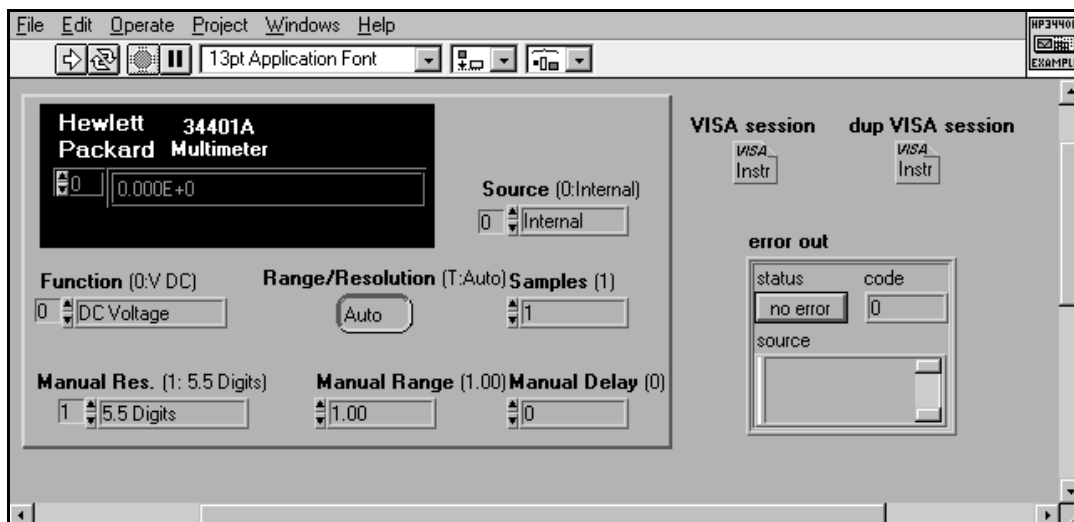 File Edit Operate Project Windows Help
HP34401
EXAMPLE
13pt Application Font
Hewlett 34401A
Packard Multimeter
0 0.000E+0
Source (0:Internal)
0 Internal
VISA session dup VISA session
VISA VISA
Instr Instr
Function (0:V DC) Range/Resolution (T:Auto) Samples (1)
0 DC Voltage Auto 1
Manual Res. (1: 5.5 Digits) Manual Range (1.00) Manual Delay (0)
1 5.5 Digits 1.00 0
error out
status code
no error 0
source